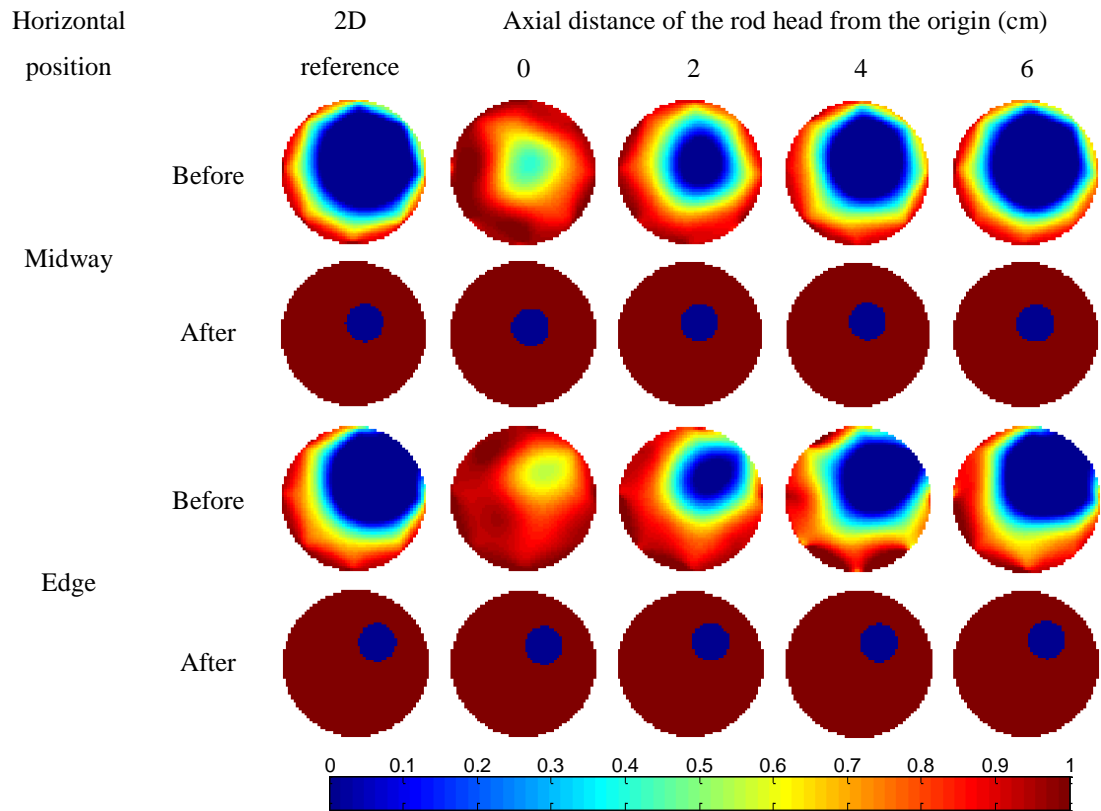 Horizontal 2D Axial distance of the rod head from the origin (cm)
position reference 0 2 4 6
Before
Midway
After
Before
Edge
After
0 0.1 0.2 0.3 0.4 0.5 0.6 0.7 0.8 0.9 1